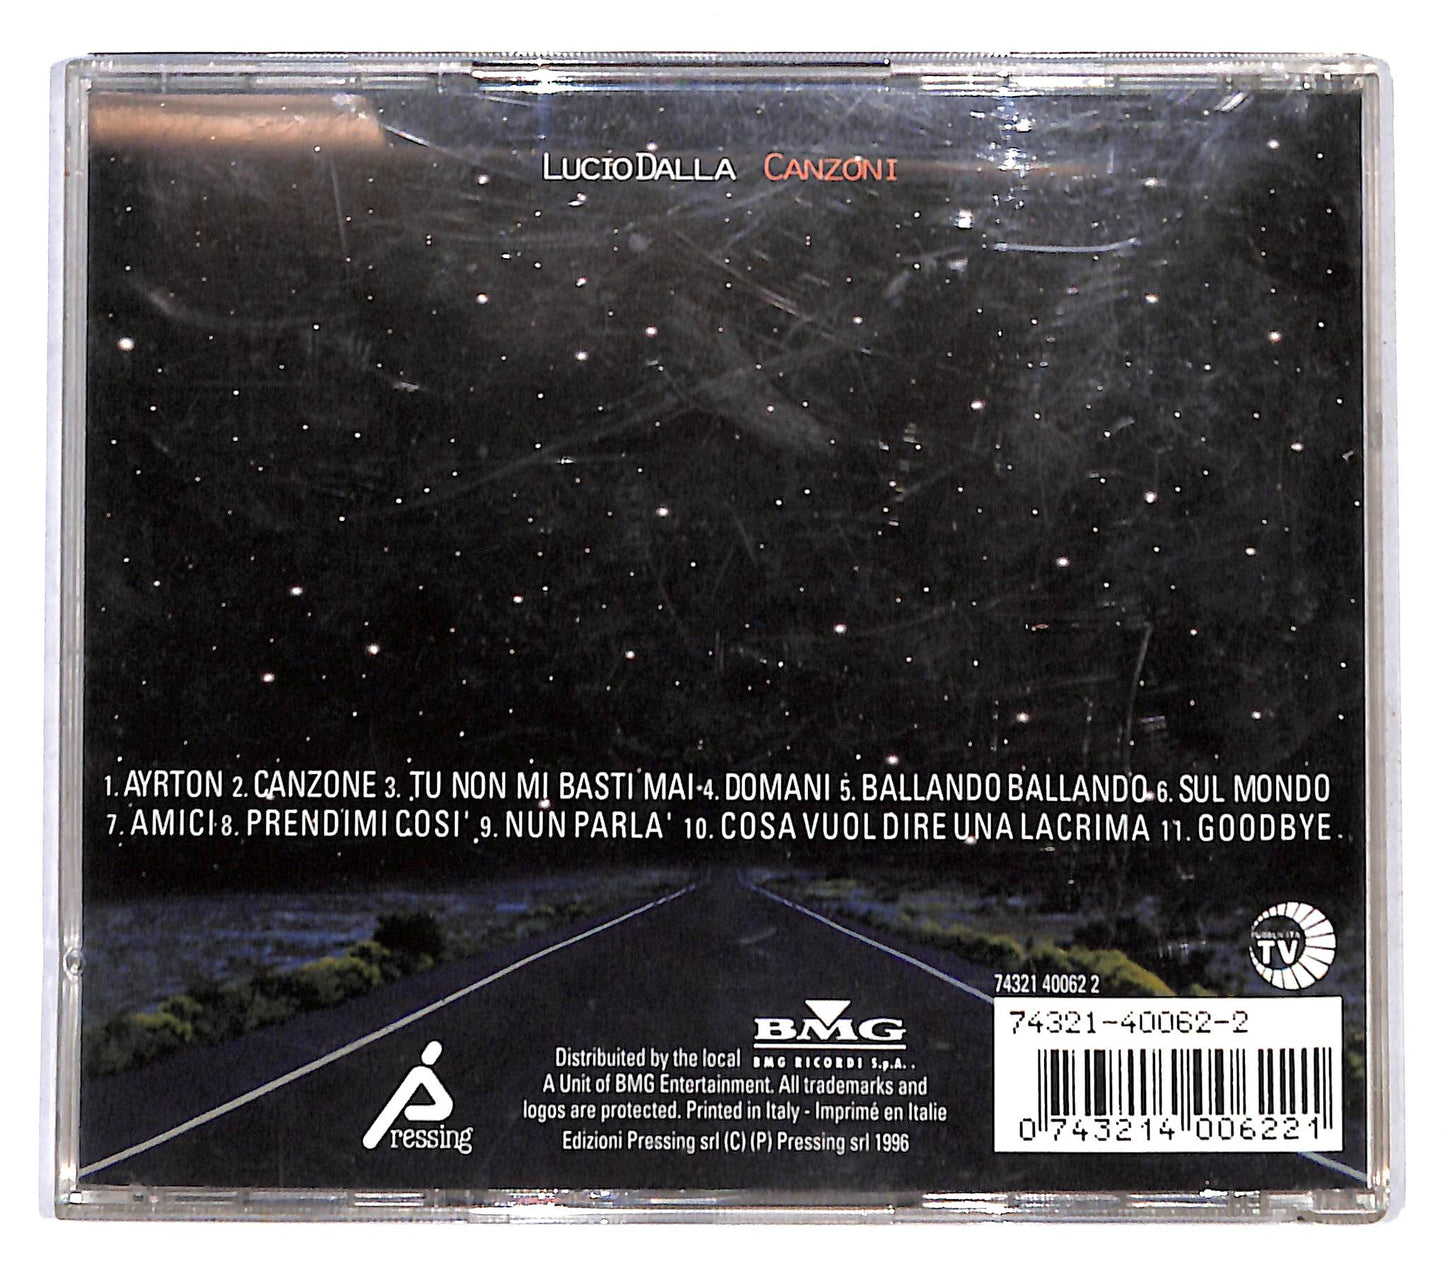 LUCIO DALLA CANZONI
1. AYRTON 2. CANZONE 3. TU NON MI BASTI MAI 4. DOMANI 5. BALLANDO BALLANDO 6. SUL MONDO
7. AMICI 8. PRENDIMI COSI' 9. NUN PARLA' 10. COSA VUOL DIRE UNA LACRIMA 11. GOODBYE
PUBBLICITÀ
TV
74321 40062 2
74321-40062-2
0 743214 006221
BMG
Distribuited by the local BMG RICORDI S.p.A.
A Unit of BMG Entertainment. All trademarks and
logos are protected. Printed in Italy - Imprimé en Italie
Edizioni Pressing srl (C) (P) Pressing srl 1996
Pressing